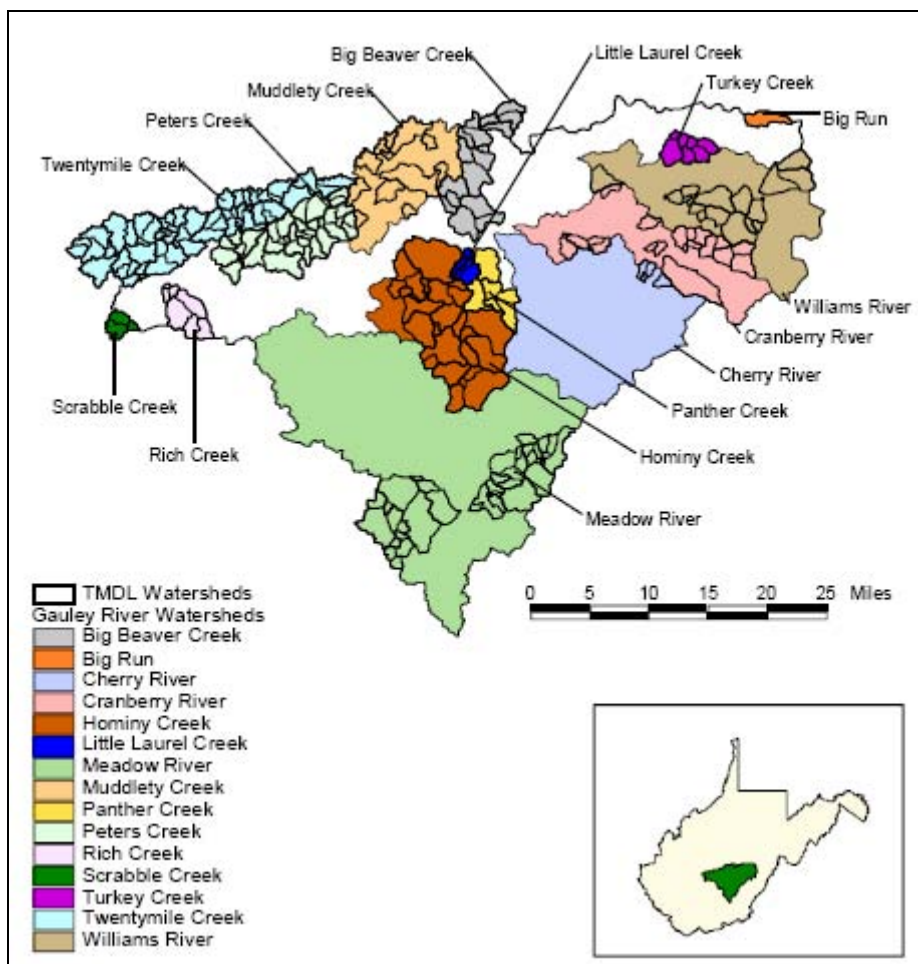 Big Beaver Creek
Little Laurel Creek
Muddlety Creek
Turkey Creek
Peters Creek
Big Run
Twentymile Creek
Williams River
Cranberry River
Scrabble Creek
Cherry River
Panther Creek
Rich Creek
Hominy Creek
Meadow River
TMDL Watersheds
0 5 10 15 20 25 Miles
Gauley River Watersheds
Big Beaver Creek
Big Run
Cherry River
Cranberry River
Hominy Creek
Little Laurel Creek
Meadow River
Muddlety Creek
Panther Creek
Peters Creek
Rich Creek
Scrabble Creek
Turkey Creek
Twentymile Creek
Williams River